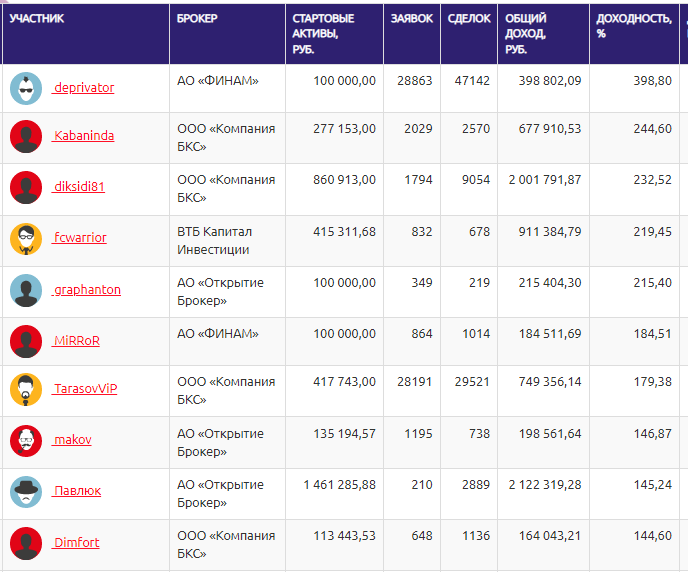 УЧАСТНИК БРОКЕР СТАРТОВЫЕ АКТИВЫ, РУБ. ЗАЯВОК СДЕЛОК ОБЩИЙ ДОХОД, РУБ. ДОХОДНОСТЬ, %
deprivator АО «ФИНАМ» 100 000,00 28863 47142 398 802,09 398,80
Kabaninda ООО «Компания БКС» 277 153,00 2029 2570 677 910,53 244,60
diksidi81 ООО «Компания БКС» 860 913,00 1794 9054 2 001 791,87 232,52
fcwarrior ВТБ Капитал Инвестиции 415 311,68 832 678 911 384,79 219,45
graphanton АО «Открытие Брокер» 100 000,00 349 219 215 404,30 215,40
MiRRoR АО «ФИНАМ» 100 000,00 864 1014 184 511,69 184,51
TarasovViP ООО «Компания БКС» 417 743,00 28191 29521 749 356,14 179,38
makov АО «Открытие Брокер» 135 194,57 1195 738 198 561,64 146,87
Павлюк АО «Открытие Брокер» 1 461 285,88 210 2889 2 122 319,28 145,24
Dimfort ООО «Компания БКС» 113 443,53 648 1136 164 043,21 144,60